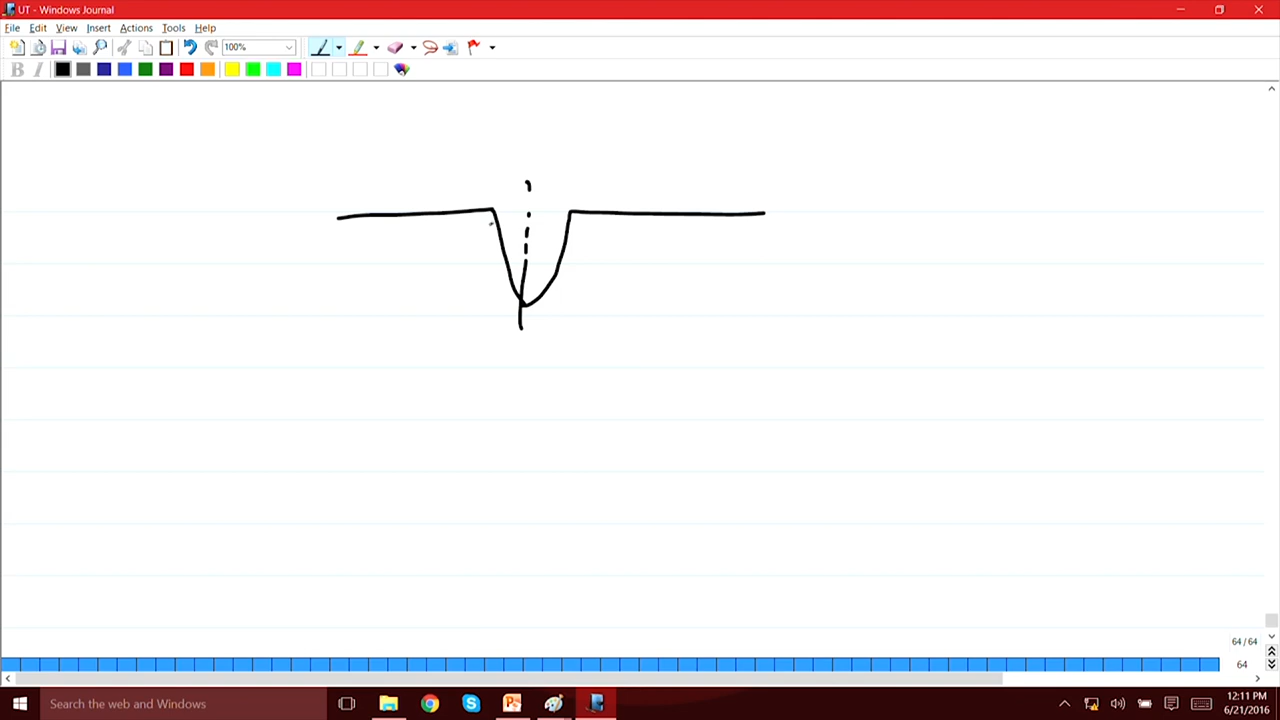 UT - Windows Journal
File Edit View Insert Actions Tools Help
100%
B I
64 / 64
64
Search the web and Windows
12:11 PM
6/21/2016